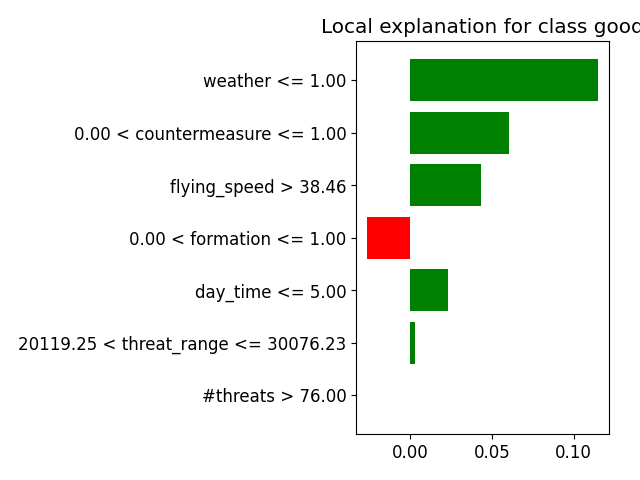 Local explanation for class good
weather <= 1.00
0.00 < countermeasure <= 1.00
flying_speed > 38.46
0.00 < formation <= 1.00
day_time <= 5.00
20119.25 < threat_range <= 30076.23
#threats > 76.00
0.00 0.05 0.10